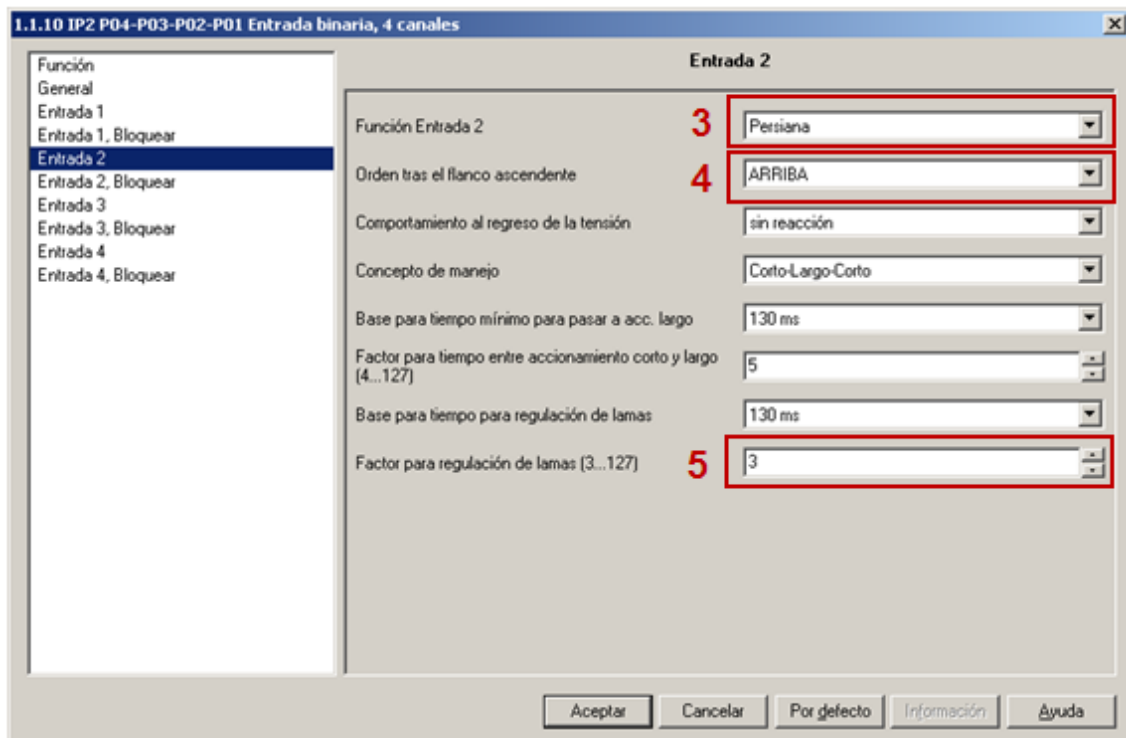 1.1.10 IP2 P04-P03-P02-P01 Entrada binaria, 4 canales
Función
General
Entrada 1
Entrada 1, Bloquear
Entrada 2
Entrada 2, Bloquear
Entrada 3
Entrada 3, Bloquear
Entrada 4
Entrada 4, Bloquear
Entrada 2
Función Entrada 2 3 Persiana
Orden tras el flanco ascendente 4 ARRIBA
Comportamiento al regreso de la tensión sin reacción
Concepto de manejo Corto-Largo-Corto
Base para tiempo mínimo para pasar a acc. largo 130 ms
Factor para tiempo entre accionamiento corto y largo
(4...127) 5
Base para tiempo para regulación de lamas 130 ms
Factor para regulación de lamas (3...127) 5 3
Aceptar Cancelar Por defecto Información Ayuda